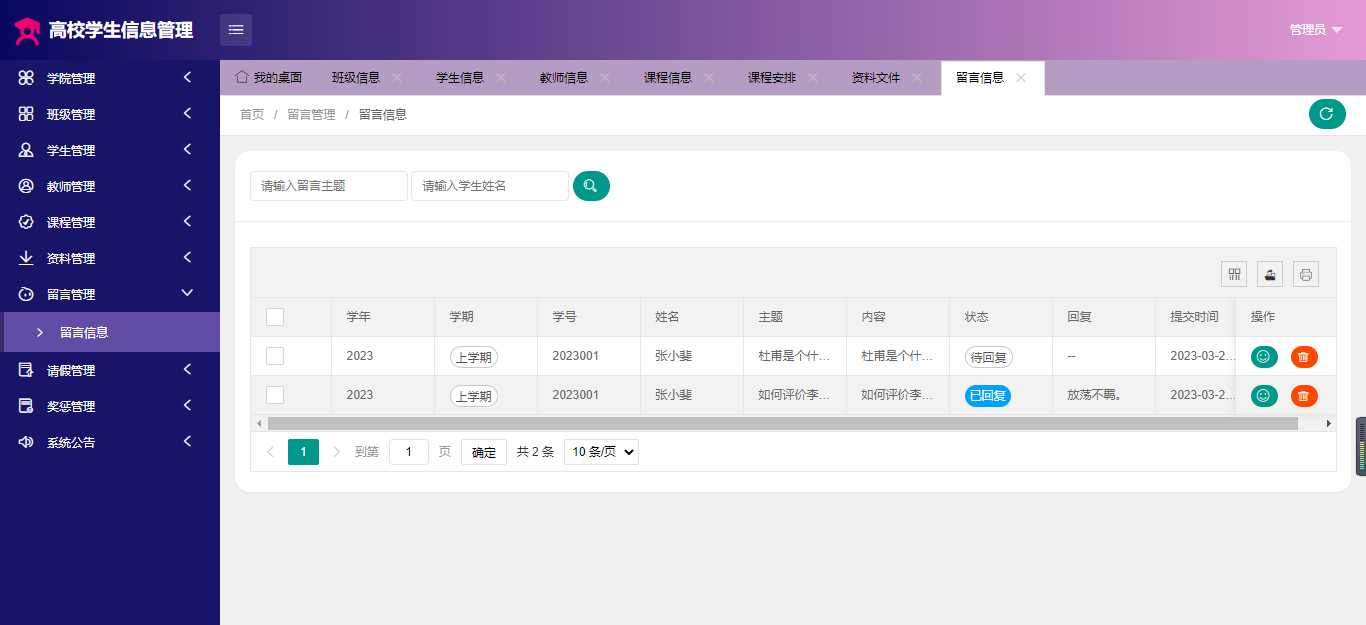 高校学生信息管理
管理员
学院管理
班级管理
学生管理
教师管理
课程管理
资料管理
留言管理
留言信息
请假管理
奖惩管理
系统公告
我的桌面 班级信息 学生信息 教师信息 课程信息 课程安排 资料文件 留言信息
首页 / 留言管理 / 留言信息
请输入留言主题 请输入学生姓名
学年 学期 学号 姓名 主题 内容 状态 回复 提交时间 操作
2023 上学期 2023001 张小斐 杜甫是个什... 杜甫是个什... 待回复 -- 2023-03-2...
2023 上学期 2023001 张小斐 如何评价李... 如何评价李... 已回复 放荡不羁。 2023-03-2...
1 到第 1 页 确定 共 2 条 10 条/页